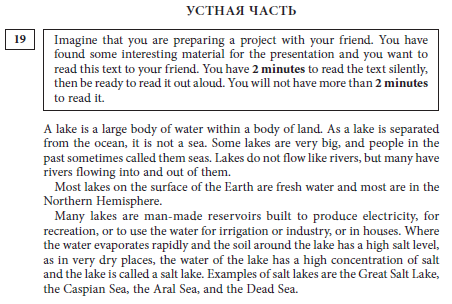 УСТНАЯ ЧАСТЬ
19
Imagine that you are preparing a project with your friend. You have
found some interesting material for the presentation and you want to
read this text to your friend. You have 2 minutes to read the text silently,
then be ready to read it out aloud. You will not have more than 2 minutes
to read it.
A lake is a large body of water within a body of land. As a lake is separated
from the ocean, it is not a sea. Some lakes are very big, and people in the
past sometimes called them seas. Lakes do not flow like rivers, but many have
rivers flowing into and out of them.
Most lakes on the surface of the Earth are fresh water and most are in the
Northern Hemisphere.
Many lakes are man-made reservoirs built to produce electricity, for
recreation, or to use the water for irrigation or industry, or in houses. Where
the water evaporates rapidly and the soil around the lake has a high salt level,
as in very dry places, the water of the lake has a high concentration of salt
and the lake is called a salt lake. Examples of salt lakes are the Great Salt Lake,
the Caspian Sea, the Aral Sea, and the Dead Sea.